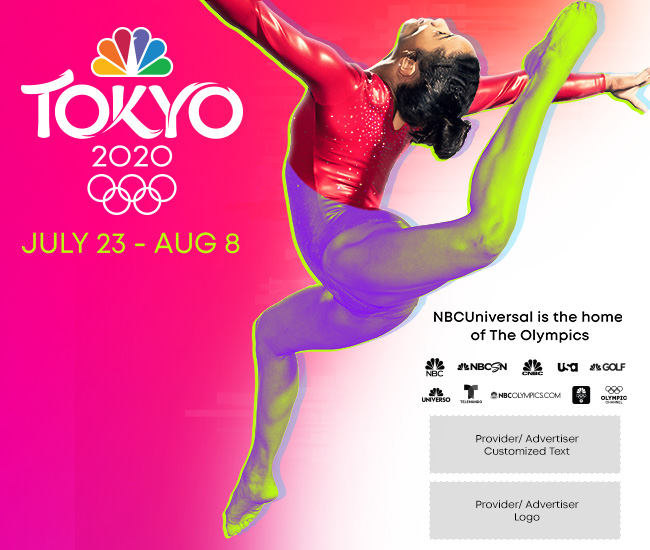 TOKYO
2020
JULY 23 - AUG 8
NBCUniversal is the home
of The Olympics
NBC NBCSN CNBC USA GOLF
UNIVERSO TELEMUNDO NBCOLYMPICS.COM OLYMPIC
CHANNEL
Provider/ Advertiser
Customized Text
Provider/ Advertiser
Logo